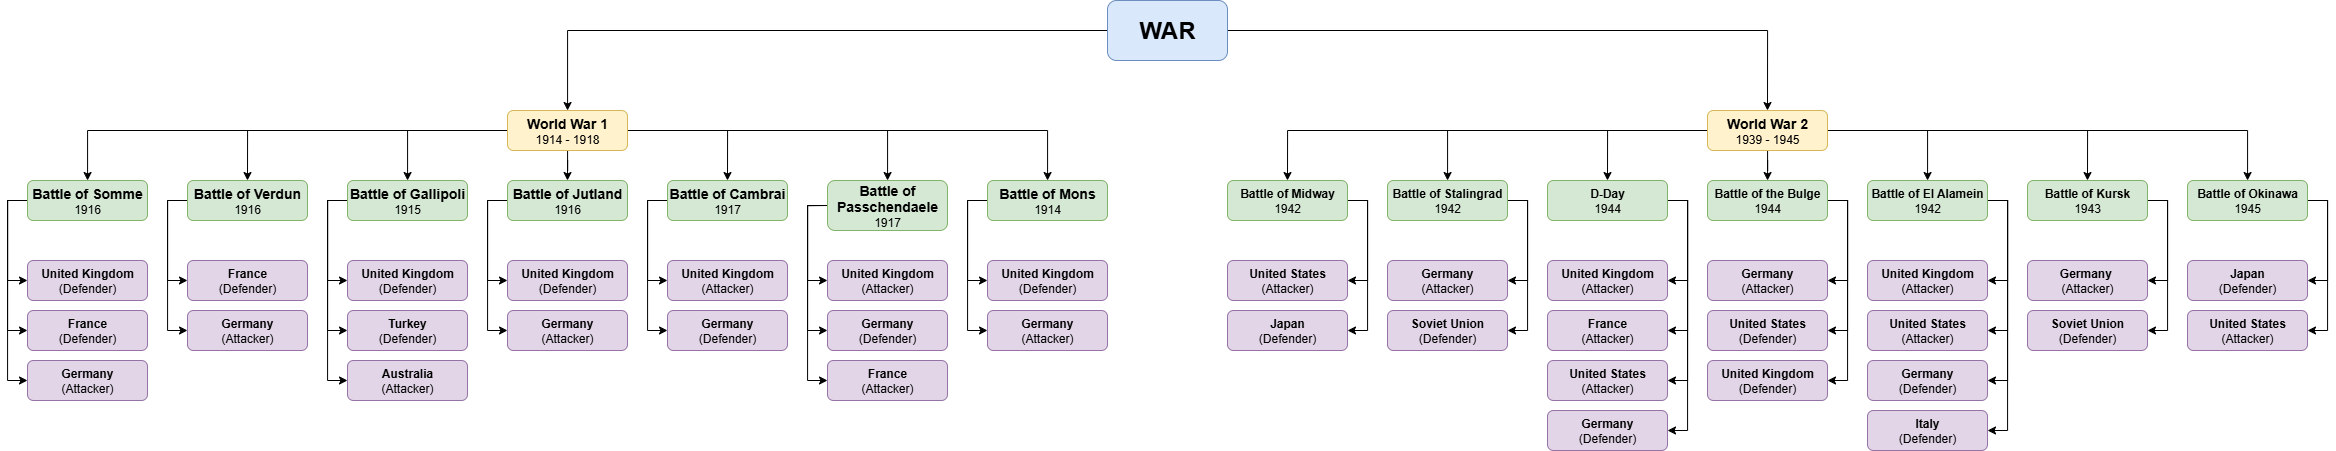 WAR
World War 1
1914 - 1918
World War 2
1939 - 1945
Battle of Somme
1916
United Kingdom
(Defender)
France
(Defender)
Germany
(Attacker)
Battle of Verdun
1916
France
(Defender)
Germany
(Attacker)
Battle of Gallipoli
1915
United Kingdom
(Defender)
Turkey
(Defender)
Australia
(Attacker)
Battle of Jutland
1916
United Kingdom
(Defender)
Germany
(Attacker)
Battle of Cambrai
1917
United Kingdom
(Attacker)
Germany
(Defender)
Battle of
Passchendaele
1917
United Kingdom
(Attacker)
Germany
(Defender)
France
(Attacker)
Battle of Mons
1914
United Kingdom
(Defender)
Germany
(Attacker)
Battle of Midway
1942
United States
(Attacker)
Japan
(Defender)
Battle of Stalingrad
1942
Germany
(Attacker)
Soviet Union
(Defender)
D-Day
1944
United Kingdom
(Attacker)
France
(Attacker)
United States
(Attacker)
Germany
(Defender)
Battle of the Bulge
1944
Germany
(Attacker)
United States
(Defender)
United Kingdom
(Defender)
Battle of El Alamein
1942
United Kingdom
(Attacker)
United States
(Attacker)
Germany
(Defender)
Italy
(Defender)
Battle of Kursk
1943
Germany
(Attacker)
Soviet Union
(Defender)
Battle of Okinawa
1945
Japan
(Defender)
United States
(Attacker)